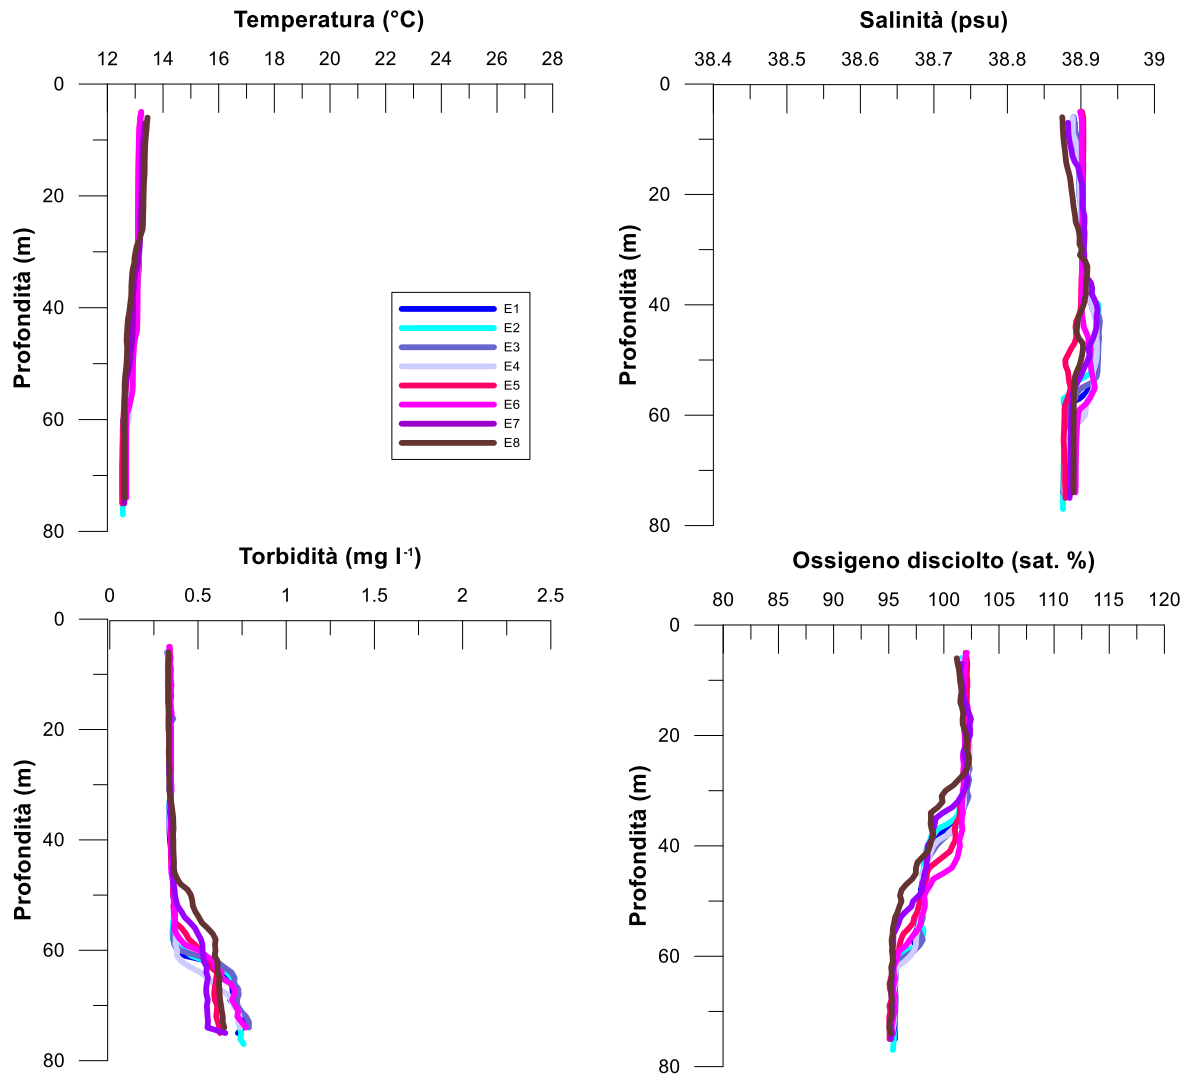 Temperatura (°C)
12 14 16 18 20 22 24 26 28
0
20
40
60
80
Profondità (m)
E1
E2
E3
E4
E5
E6
E7
E8
Salinità (psu)
38.4 38.5 38.6 38.7 38.8 38.9 39
0
20
40
60
80
Profondità (m)
Torbidità (mg l⁻¹)
0 0.5 1 1.5 2 2.5
0
20
40
60
80
Profondità (m)
Ossigeno disciolto (sat. %)
80 85 90 95 100 105 110 115 120
0
20
40
60
80
Profondità (m)